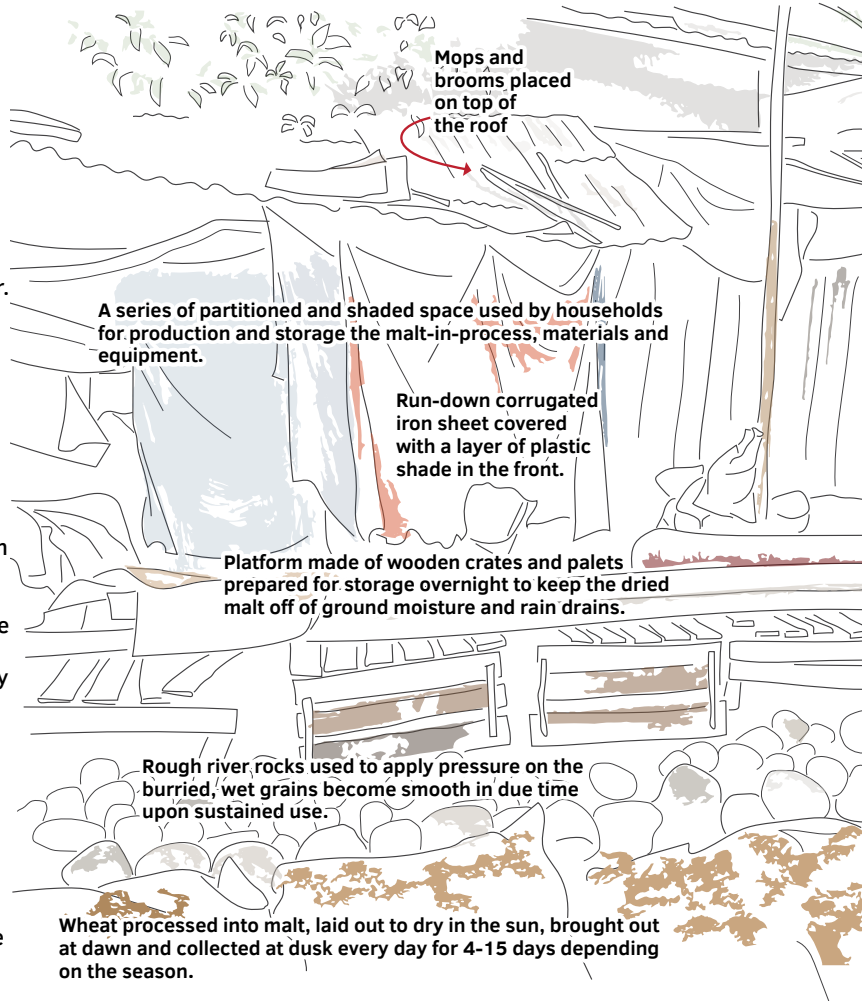 Mops and
brooms placed
on top of
the roof
r.
A series of partitioned and shaded space used by households
for production and storage the malt-in-process, materials and
equipment.
Run-down corrugated
iron sheet covered
with a layer of plastic
shade in the front.
n
Platform made of wooden crates and palets
prepared for storage overnight to keep the dried
malt off of ground moisture and rain drains.
e
y
Rough river rocks used to apply pressure on the
burried, wet grains become smooth in due time
upon sustained use.
Wheat processed into malt, laid out to dry in the sun, brought out
at dawn and collected at dusk every day for 4-15 days depending
on the season.
e